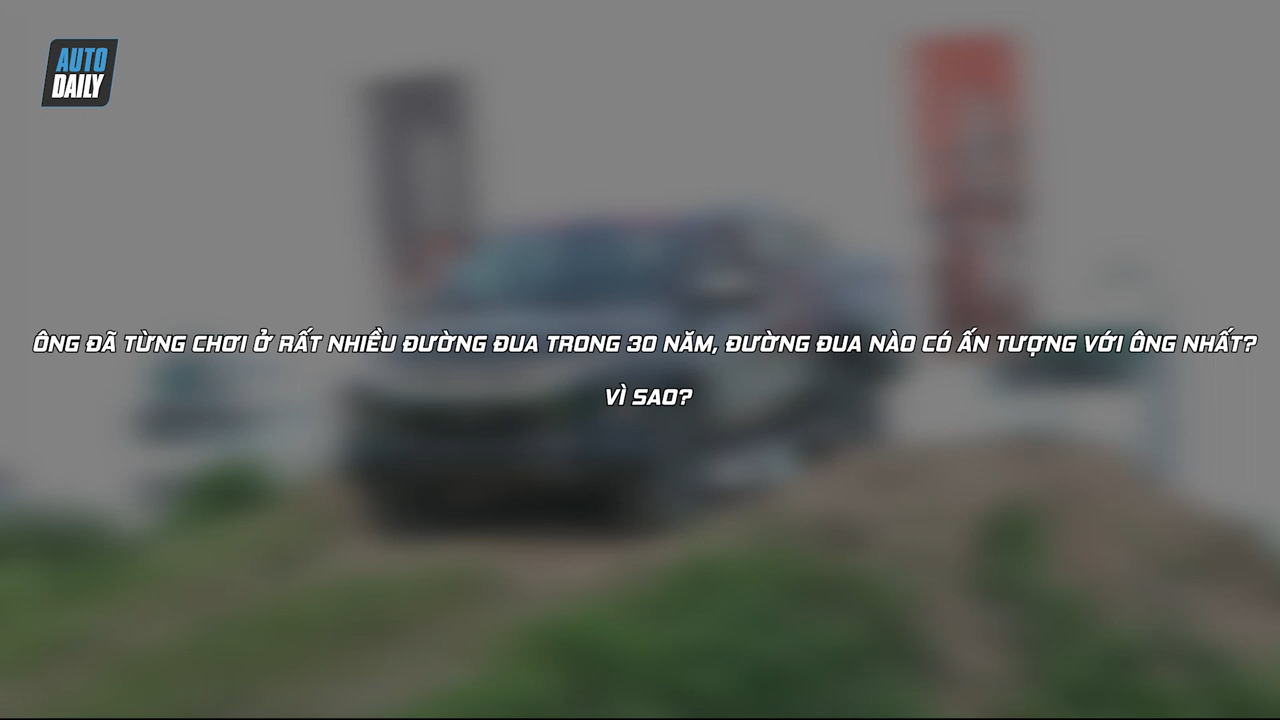 AUTO
DAILY
ÔNG ĐÃ TỪNG CHƠI Ở RẤT NHIỀU ĐƯỜNG ĐUA TRONG 30 NĂM, ĐƯỜNG ĐUA NÀO CÓ ẤN TƯỢNG VỚI ÔNG NHẤT?
VÌ SAO?